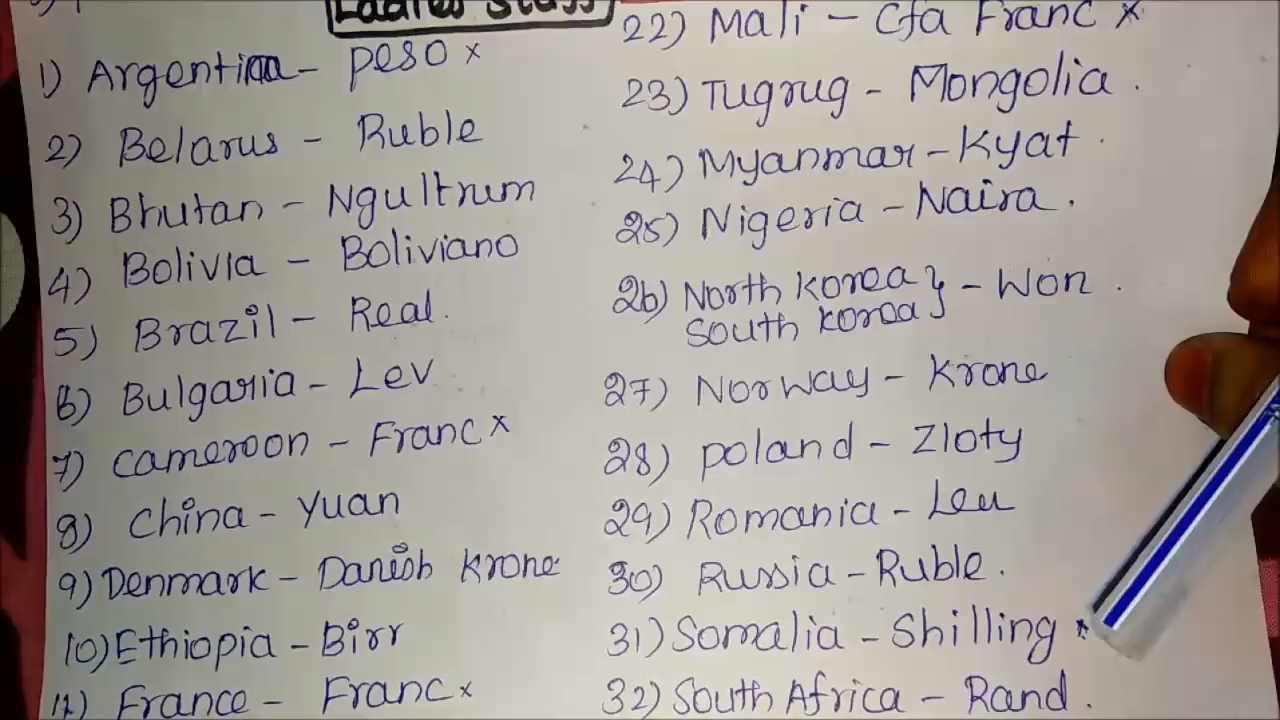 Ladies Stuff
1) Argentina - Peso x
2) Belarus - Ruble
3) Bhutan - Ngultrum
4) Bolivia - Boliviano
5) Brazil - Real.
6) Bulgaria - Lev
7) Cameroon - Franc x
8) China - Yuan
9) Denmark - Danish Krone
10) Ethiopia - Birr
11) France - Franc x
22) Mali - Cfa Franc x
23) Tugrug - Mongolia .
24) Myanmar - Kyat .
25) Nigeria - Naira .
26) North Korea } - Won .
South Korea }
27) Norway - Krone
28) Poland - Zloty
29) Romania - Leu
30) Russia - Ruble .
31) Somalia - Shilling x
32) South Africa - Rand .